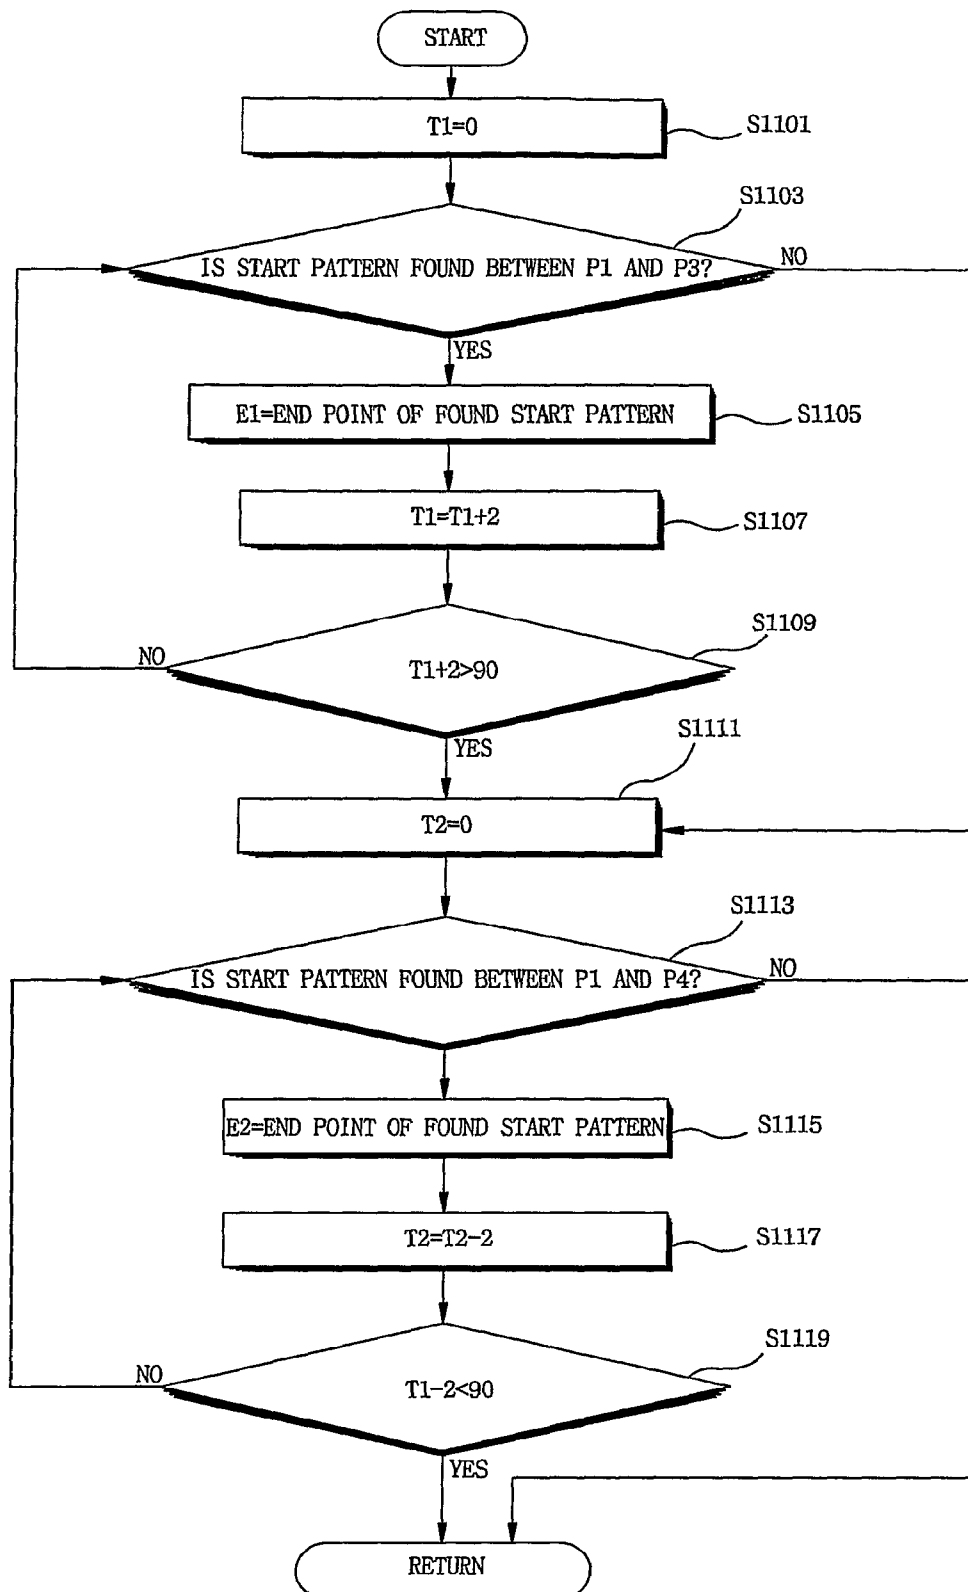 START
T1=0
S1101
S1103
IS START PATTERN FOUND BETWEEN P1 AND P3?
NO
YES
E1=END POINT OF FOUND START PATTERN
S1105
T1=T1+2
S1107
S1109
NO
T1+2>90
YES
S1111
T2=0
S1113
IS START PATTERN FOUND BETWEEN P1 AND P4?
NO
E2=END POINT OF FOUND START PATTERN
S1115
T2=T2-2
S1117
S1119
NO
T1-2<90
YES
RETURN